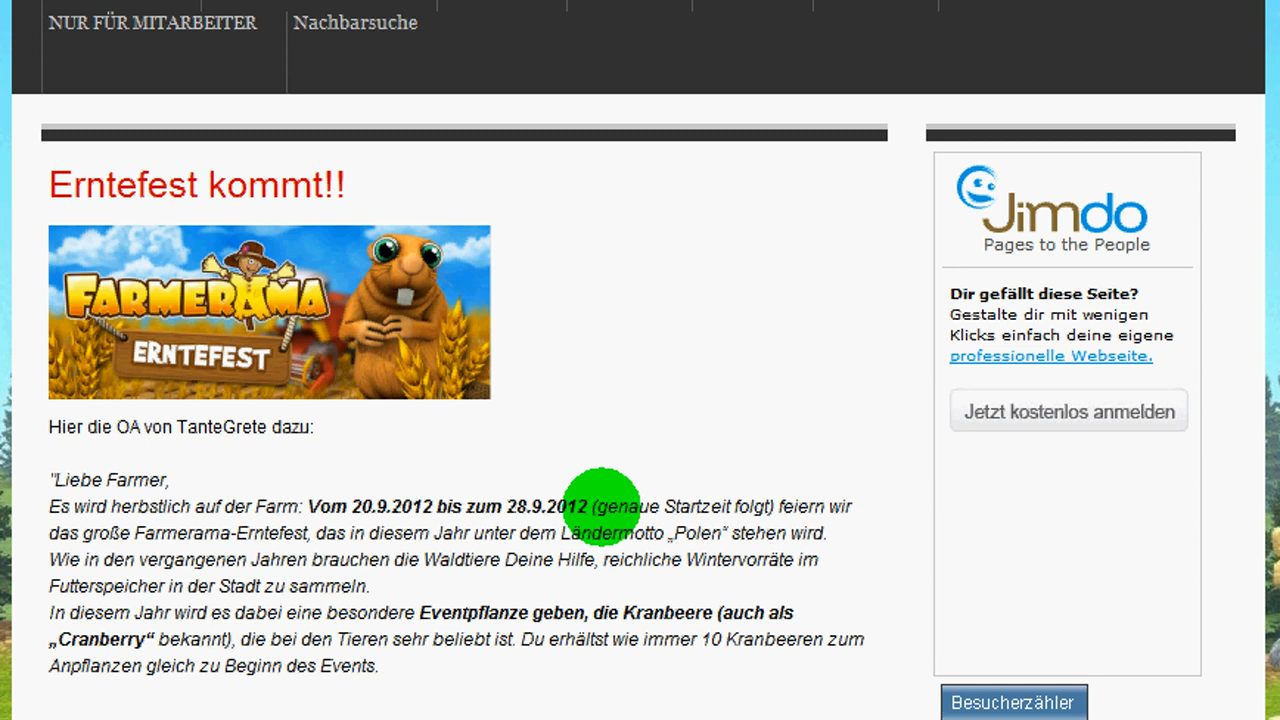 NUR FÜR MITARBEITER
Nachbarsuche
Erntefest kommt!!
FARMERAMA
ERNTEFEST
Hier die OA von TanteGrete dazu:
"Liebe Farmer,
Es wird herbstlich auf der Farm: Vom 20.9.2012 bis zum 28.9.2012 (genaue Startzeit folgt) feiern wir
das große Farmerama-Erntefest, das in diesem Jahr unter dem Ländermotto „Polen“ stehen wird.
Wie in den vergangenen Jahren brauchen die Waldtiere Deine Hilfe, reichliche Wintervorräte im
Futterspeicher in der Stadt zu sammeln.
In diesem Jahr wird es dabei eine besondere Eventpflanze geben, die Kranbeere (auch als
„Cranberry“ bekannt), die bei den Tieren sehr beliebt ist. Du erhältst wie immer 10 Kranbeeren zum
Anpflanzen gleich zu Beginn des Events.
Jimdo
Pages to the People
Dir gefällt diese Seite?
Gestalte dir mit wenigen
Klicks einfach deine eigene
professionelle Webseite.
Jetzt kostenlos anmelden
Besucherzähler